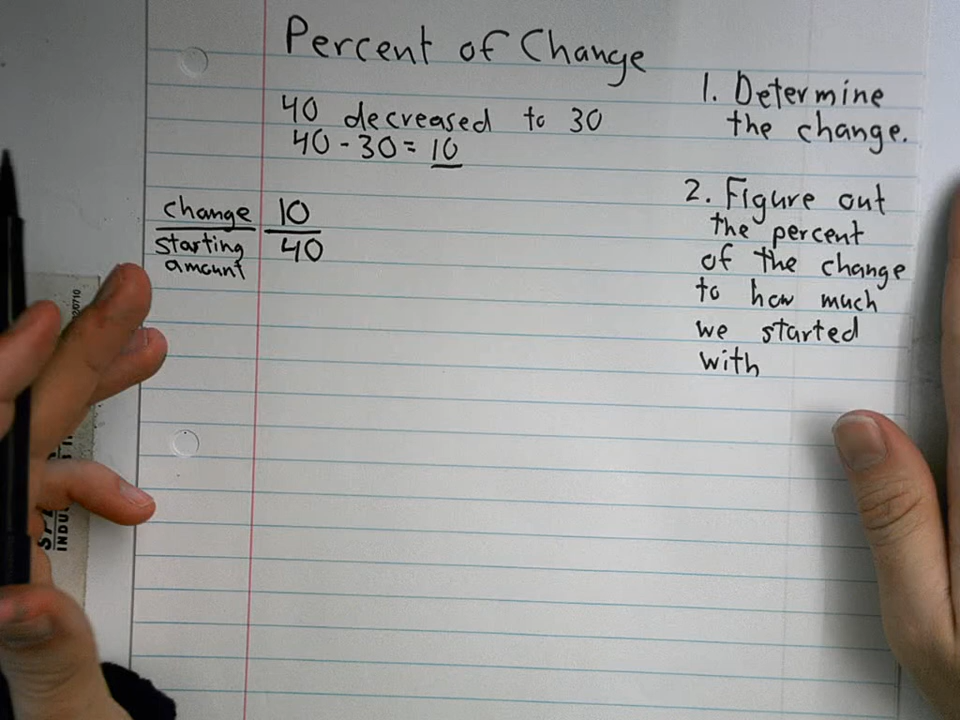 Percent of Change
40 decreased to 30
40 - 30 = 10
1. Determine
the change.
change 10
starting 40
amount
2. Figure out
the percent
of the change
to how much
we started
with